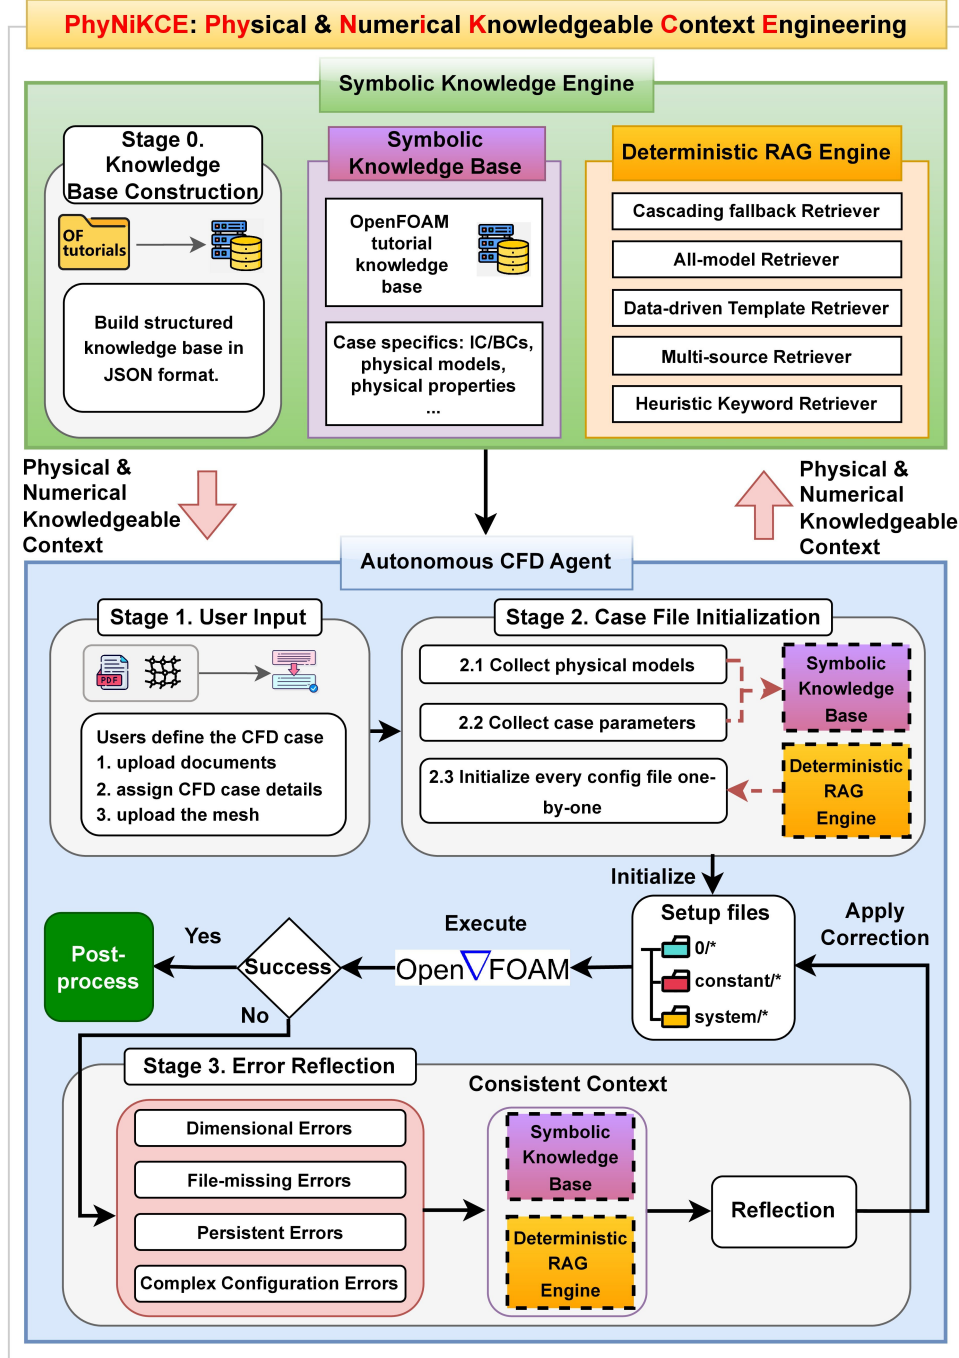 PhyNiKCE: Physical & Numerical Knowledgeable Context Engineering
Symbolic Knowledge Engine
Stage 0.
Knowledge
Base Construction
OF
tutorials
Build structured
knowledge base in
JSON format.
Symbolic
Knowledge Base
OpenFOAM
tutorial
knowledge
base
Case specifics: IC/BCs,
physical models,
physical properties
...
Deterministic RAG Engine
Cascading fallback Retriever
All-model Retriever
Data-driven Template Retriever
Multi-source Retriever
Heuristic Keyword Retriever
Physical &
Numerical
Knowledgeable
Context
Physical &
Numerical
Knowledgeable
Context
Autonomous CFD Agent
Stage 1. User Input
PDF
Users define the CFD case
1. upload documents
2. assign CFD case details
3. upload the mesh
Stage 2. Case File Initialization
2.1 Collect physical models
2.2 Collect case parameters
2.3 Initialize every config file one-
by-one
Symbolic
Knowledge
Base
Deterministic
RAG
Engine
Initialize
Setup files
0/*
constant/*
system/*
Apply
Correction
Execute
Open∇FOAM
Success
Yes
No
Post-
process
Stage 3. Error Reflection
Dimensional Errors
File-missing Errors
Persistent Errors
Complex Configuration Errors
Consistent Context
Symbolic
Knowledge
Base
Deterministic
RAG
Engine
Reflection